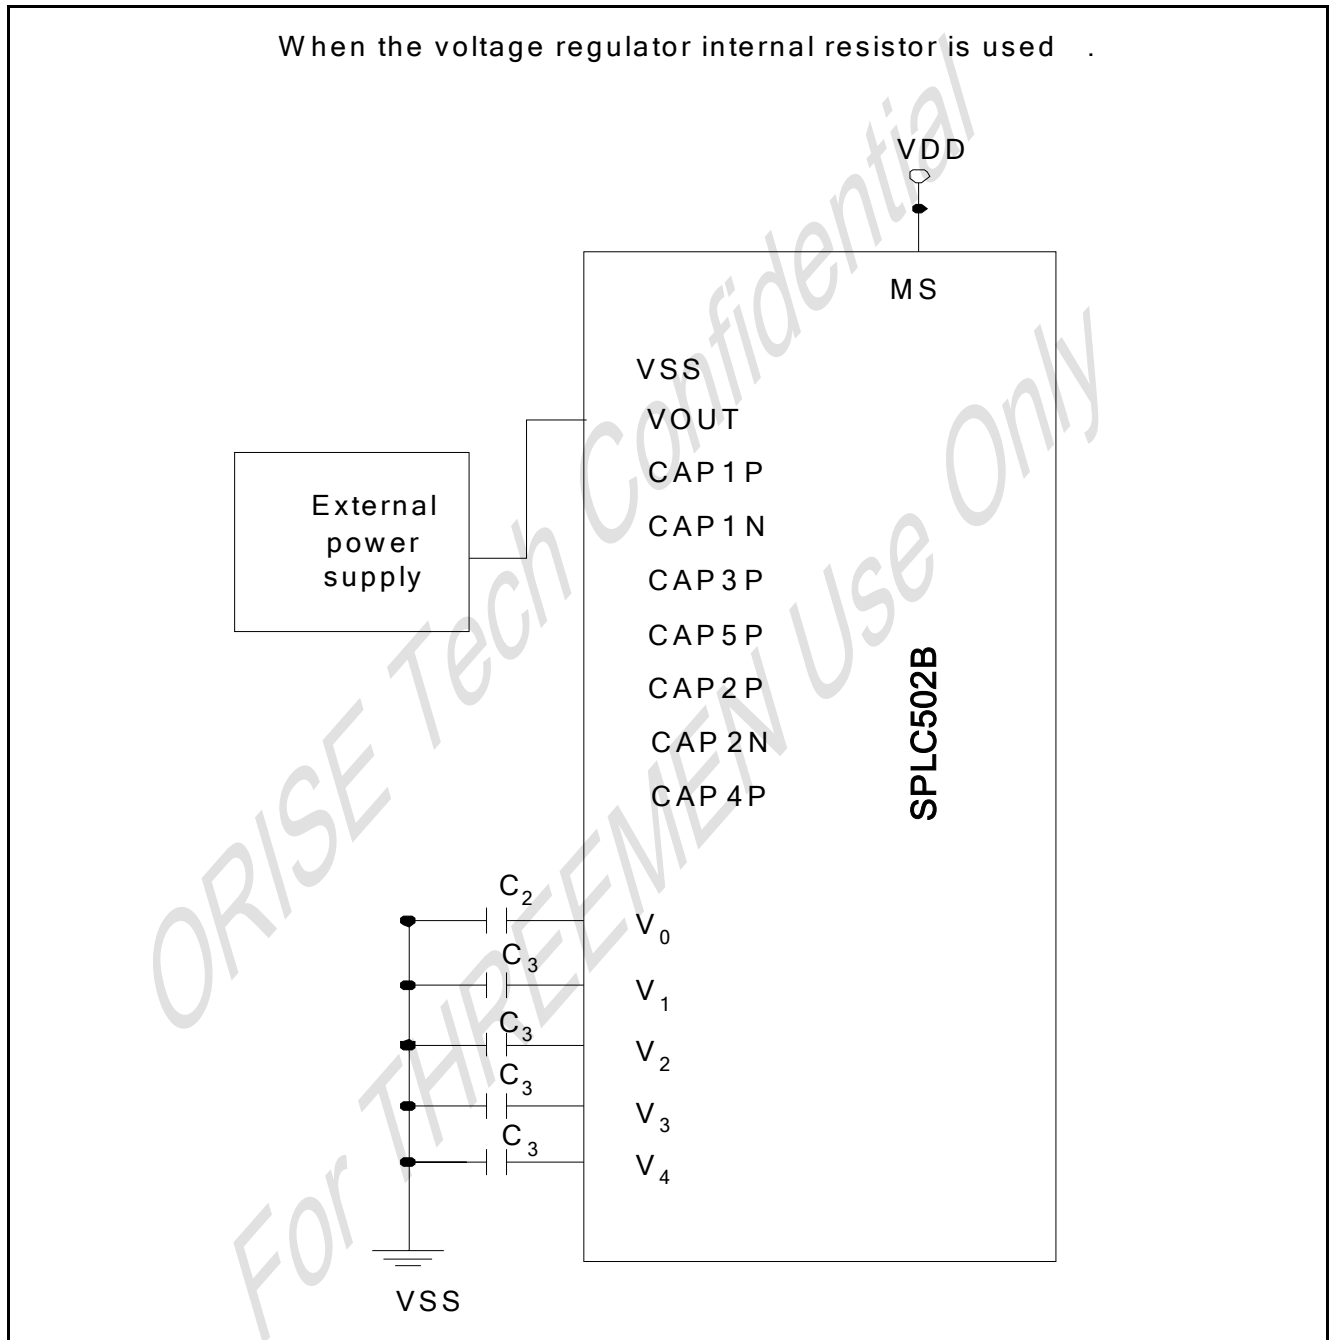 When the voltage regulator internal resistor is used .
VDD
MS
VSS
VOUT
CAP1P
CAP1N
CAP3P
CAP5P
CAP2P
CAP2N
CAP4P
External
power
supply
SPLC502B
C2
V0
C3
V1
C3
V2
C3
V3
C3
V4
VSS
ORISE Tech Confidential
For THREEMEN Use Only